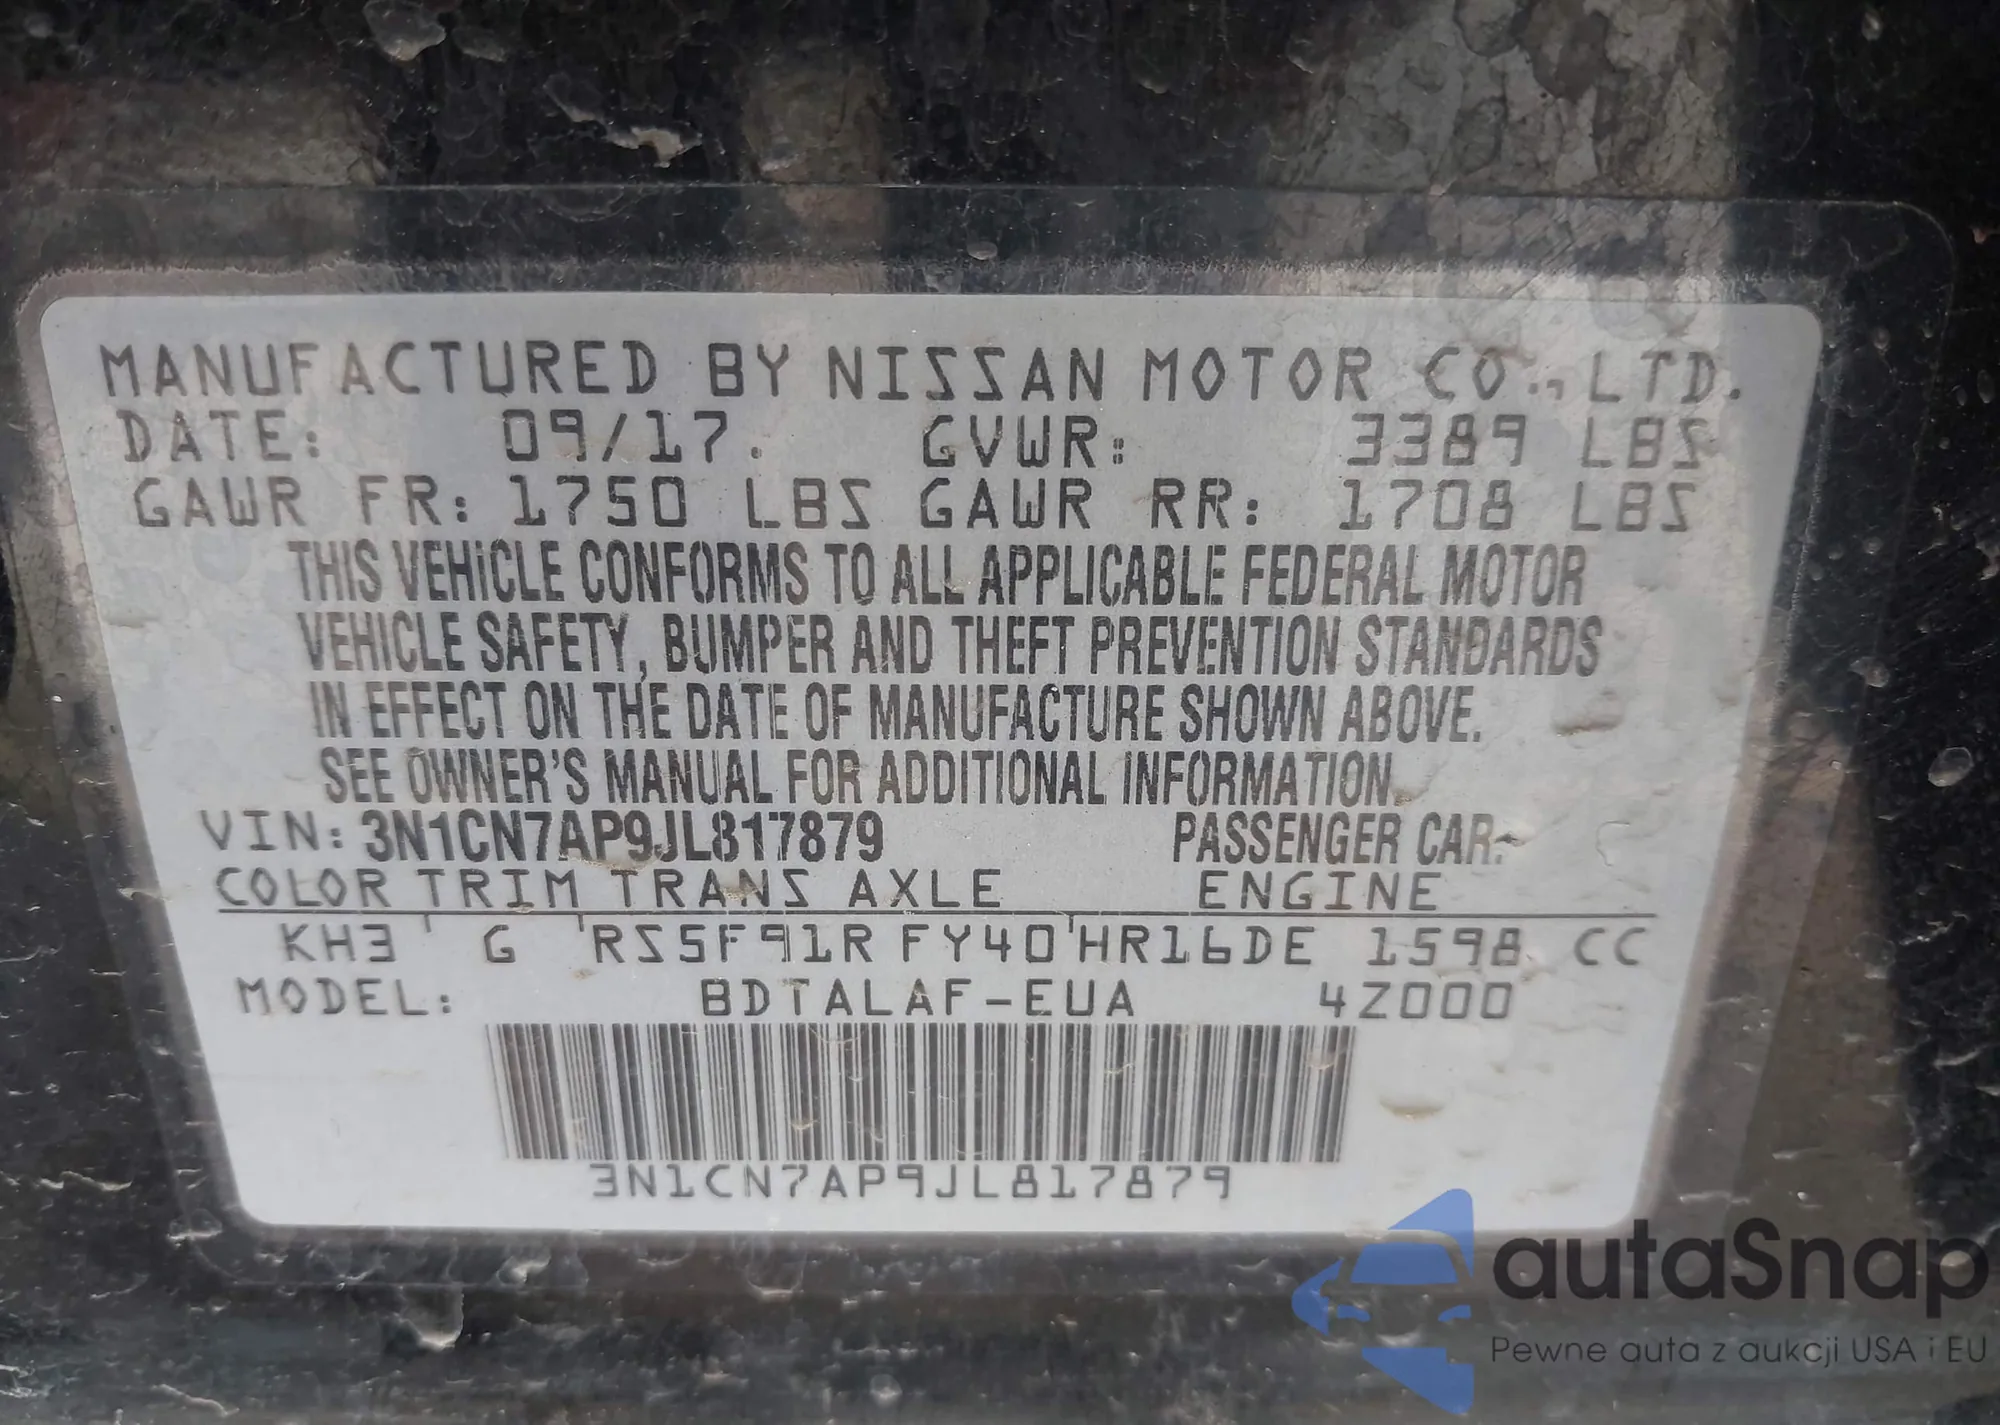 MANUFACTURED BY NISSAN MOTOR CO., LTD.
DATE: 09/17. GVWR: 3389 LBS
GAWR FR: 1750 LBS GAWR RR: 1708 LBS
THIS VEHICLE CONFORMS TO ALL APPLICABLE FEDERAL MOTOR
VEHICLE SAFETY, BUMPER AND THEFT PREVENTION STANDARDS
IN EFFECT ON THE DATE OF MANUFACTURE SHOWN ABOVE.
SEE OWNER'S MANUAL FOR ADDITIONAL INFORMATION.
VIN: 3N1CN7AP9JL817879 PASSENGER CAR
COLOR TRIM TRANS AXLE ENGINE
KH3 G RS5F91R FY40 HR16DE 1598 CC
MODEL: BDTALAF-EUA 4Z000
3N1CN7AP9JL817879
autaSnap
Pewne auta z aukcji USA i EU